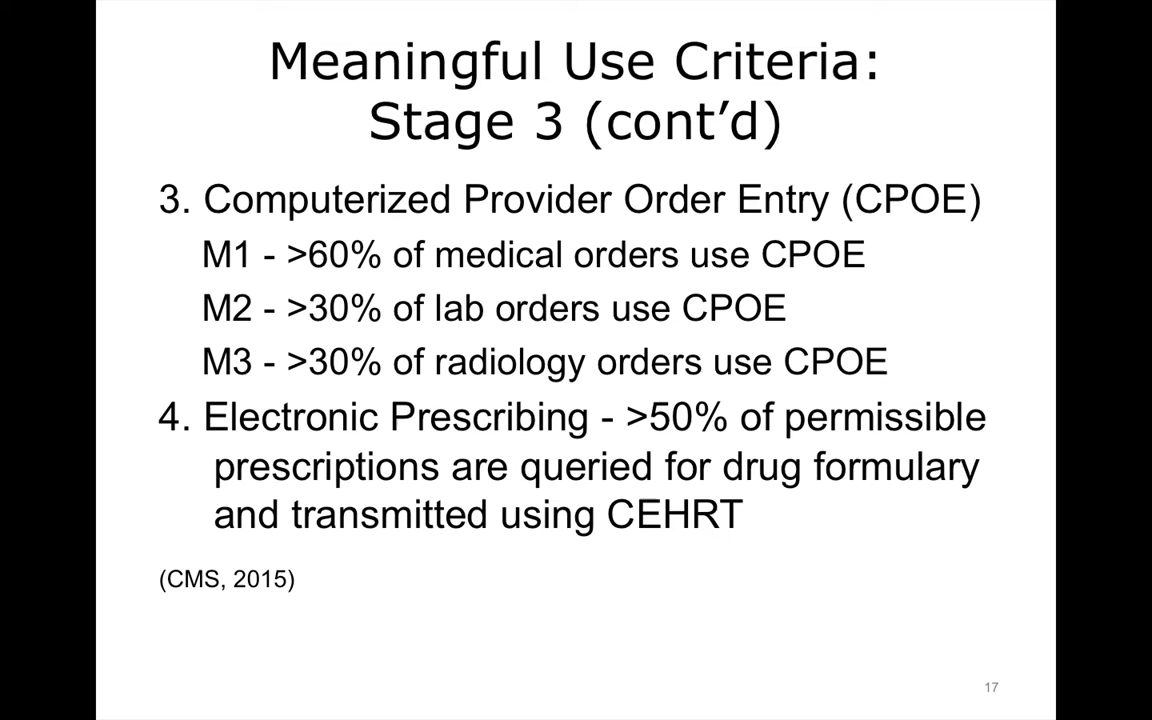 Meaningful Use Criteria:
Stage 3 (cont’d)
3. Computerized Provider Order Entry (CPOE)
M1 - >60% of medical orders use CPOE
M2 - >30% of lab orders use CPOE
M3 - >30% of radiology orders use CPOE
4. Electronic Prescribing - >50% of permissible
prescriptions are queried for drug formulary
and transmitted using CEHRT
(CMS, 2015)
17